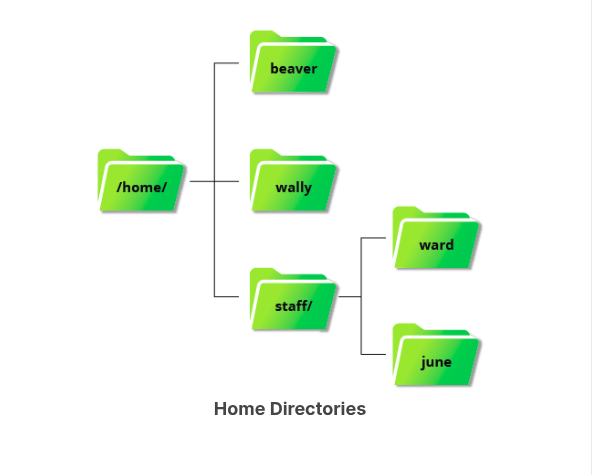 beaver
/home/
wally
ward
staff/
june
Home Directories